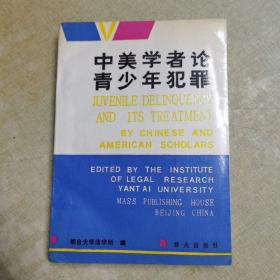 中美学者论
青少年犯罪
JUVENILE DELINQUENCY
AND ITS TREATMENT
BY CHINESE AND
AMERICAN SCHOLARS
EDITED BY THE INSTITUTE
OF LEGAL RESEARCH
YANTAI UNIVERSITY
MASS PUBLISHING HOUSE
BEIJING CHINA
烟台大学法学所 编
群众出版社